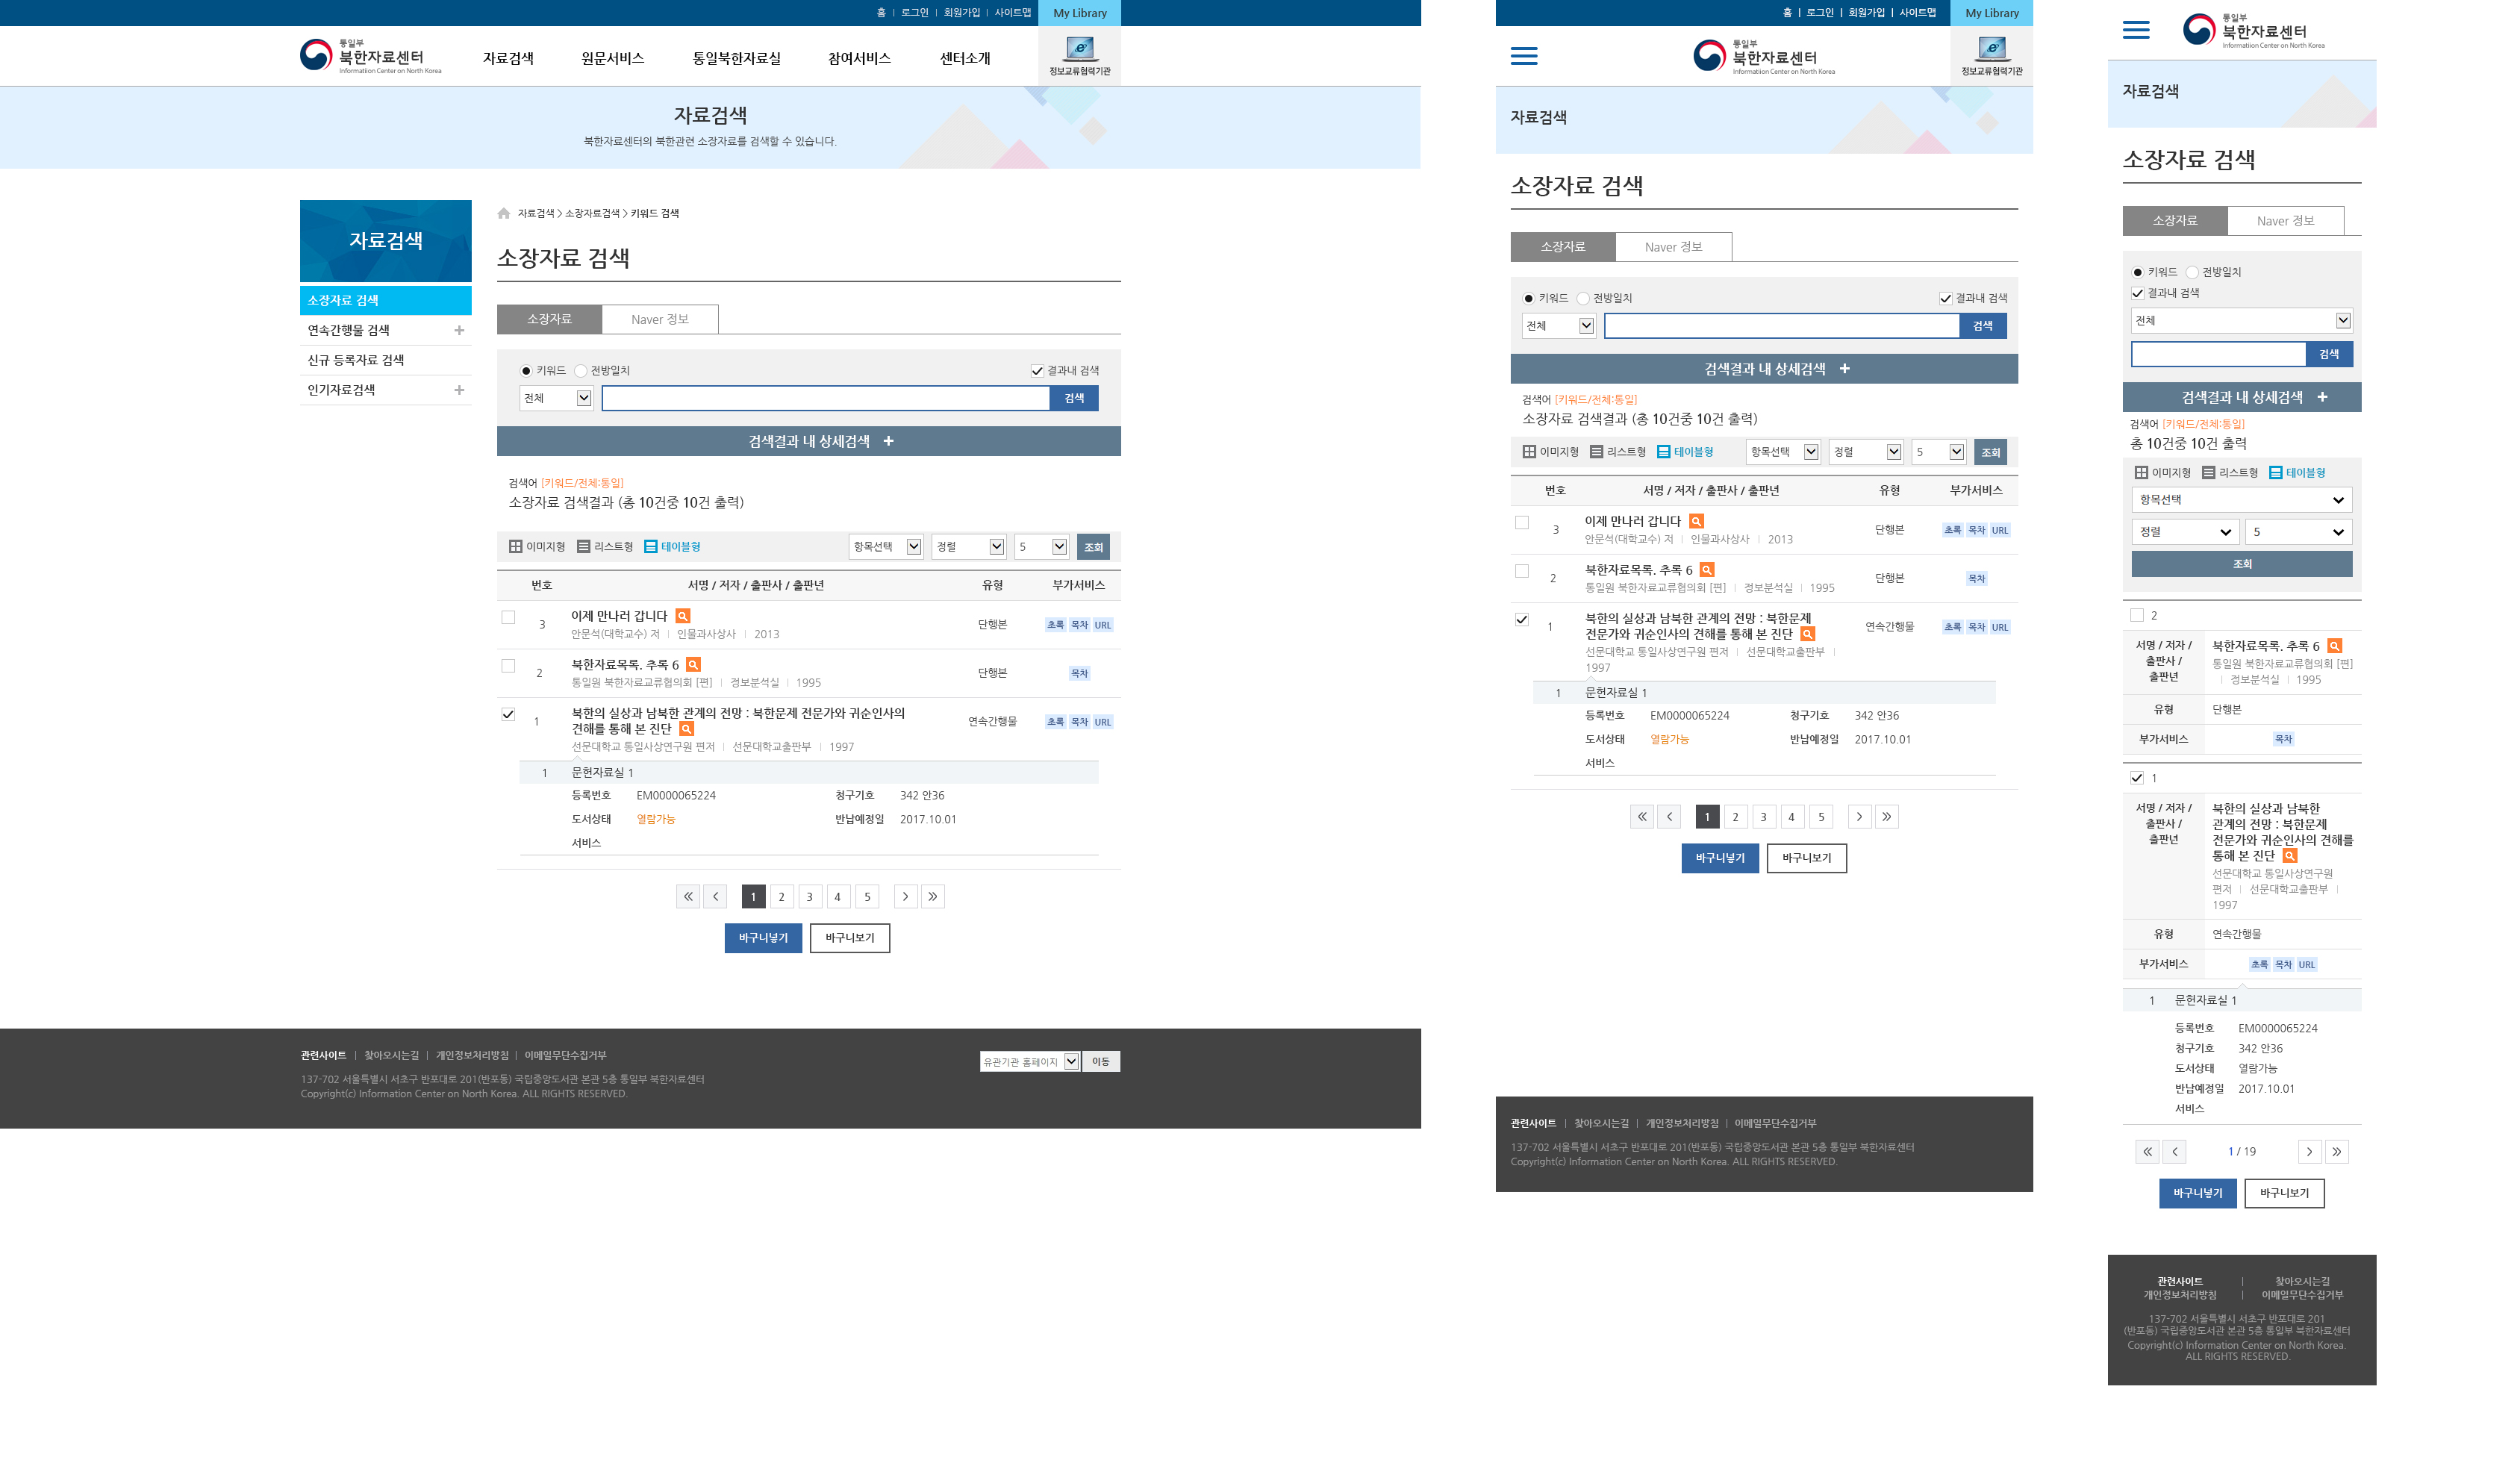 홈 | 로그인 | 회원가입 | 사이트맵 My Library
통일부
북한자료센터
Informatiion Center on North Korea
자료검색 원문서비스 통일북한자료실 참여서비스 센터소개
정보교류협력기관
자료검색
북한자료센터의 북한관련 소장자료를 검색할 수 있습니다.
자료검색
소장자료 검색
연속간행물 검색
신규 등록자료 검색
인기자료검색
자료검색 > 소장자료검색 > 키워드 검색
소장자료 검색
소장자료 Naver 정보
키워드 전방일치 결과내 검색
전체 검색
검색결과 내 상세검색 +
검색어 [키워드/전체:통일]
소장자료 검색결과 (총 10건중 10건 출력)
이미지형 리스트형 테이블형 항목선택 정렬 5 조회
번호 서명 / 저자 / 출판사 / 출판년 유형 부가서비스
3 이제 만나러 갑니다 단행본 초록 목차 URL
안문석(대학교수) 저 | 인물과사상사 | 2013
2 북한자료목록. 추록 6 단행본 목차
통일원 북한자료교류협의회 [편] | 정보분석실 | 1995
1 북한의 실상과 남북한 관계의 전망 : 북한문제 전문가와 귀순인사의 연속간행물 초록 목차 URL
견해를 통해 본 진단
선문대학교 통일사상연구원 편저 | 선문대학교출판부 | 1997
1 문헌자료실 1
등록번호 EM0000065224 청구기호 342 안36
도서상태 열람가능 반납예정일 2017.10.01
서비스
1 2 3 4 5
바구니넣기 바구니보기
관련사이트 | 찾아오시는길 | 개인정보처리방침 | 이메일무단수집거부
유관기관 홈페이지 이동
137-702 서울특별시 서초구 반포대로 201(반포동) 국립중앙도서관 본관 5층 통일부 북한자료센터
Copyright(c) Information Center on North Korea. ALL RIGHTS RESERVED.
홈 | 로그인 | 회원가입 | 사이트맵 My Library
통일부
북한자료센터
Informatiion Center on North Korea
정보교류협력기관
자료검색
소장자료 검색
소장자료 Naver 정보
키워드 전방일치 결과내 검색
전체 검색
검색결과 내 상세검색 +
검색어 [키워드/전체:통일]
소장자료 검색결과 (총 10건중 10건 출력)
이미지형 리스트형 테이블형 항목선택 정렬 5 조회
번호 서명 / 저자 / 출판사 / 출판년 유형 부가서비스
3 이제 만나러 갑니다 단행본 초록 목차 URL
안문석(대학교수) 저 | 인물과사상사 | 2013
2 북한자료목록. 추록 6 단행본 목차
통일원 북한자료교류협의회 [편] | 정보분석실 | 1995
1 북한의 실상과 남북한 관계의 전망 : 북한문제 연속간행물 초록 목차 URL
전문가와 귀순인사의 견해를 통해 본 진단
선문대학교 통일사상연구원 편저 | 선문대학교출판부 |
1997
1 문헌자료실 1
등록번호 EM0000065224 청구기호 342 안36
도서상태 열람가능 반납예정일 2017.10.01
서비스
1 2 3 4 5
바구니넣기 바구니보기
관련사이트 | 찾아오시는길 | 개인정보처리방침 | 이메일무단수집거부
137-702 서울특별시 서초구 반포대로 201(반포동) 국립중앙도서관 본관 5층 통일부 북한자료센터
Copyright(c) Information Center on North Korea. ALL RIGHTS RESERVED.
통일부
북한자료센터
Informatiion Center on North Korea
자료검색
소장자료 검색
소장자료 Naver 정보
키워드 전방일치
결과내 검색
전체
검색
검색결과 내 상세검색 +
검색어 [키워드/전체:통일]
총 10건중 10건 출력
이미지형 리스트형 테이블형
항목선택
정렬 5
조회
2
서명 / 저자 / 북한자료목록. 추록 6
출판사 / 통일원 북한자료교류협의회 [편]
출판년 | 정보분석실 | 1995
유형 단행본
부가서비스 목차
1
서명 / 저자 / 북한의 실상과 남북한
출판사 / 관계의 전망 : 북한문제
출판년 전문가와 귀순인사의 견해를
통해 본 진단
선문대학교 통일사상연구원
편저 | 선문대학교출판부 |
1997
유형 연속간행물
부가서비스 초록 목차 URL
1 문헌자료실 1
등록번호 EM0000065224
청구기호 342 안36
도서상태 열람가능
반납예정일 2017.10.01
서비스
1 / 19
바구니넣기 바구니보기
관련사이트 | 찾아오시는길
개인정보처리방침 | 이메일무단수집거부
137-702 서울특별시 서초구 반포대로 201
(반포동) 국립중앙도서관 본관 5층 통일부 북한자료센터
Copyright(c) Information Center on North Korea.
ALL RIGHTS RESERVED.